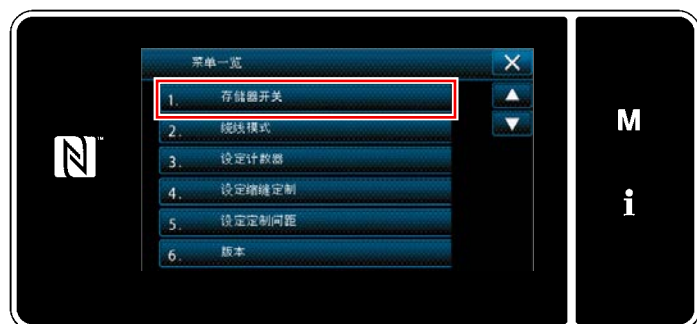 菜单一览
1. 存储器开关
2. 绕线模式
3. 设定计数器
4. 设定缩缝定制
5. 设定定制间距
6. 版本
M
i
N